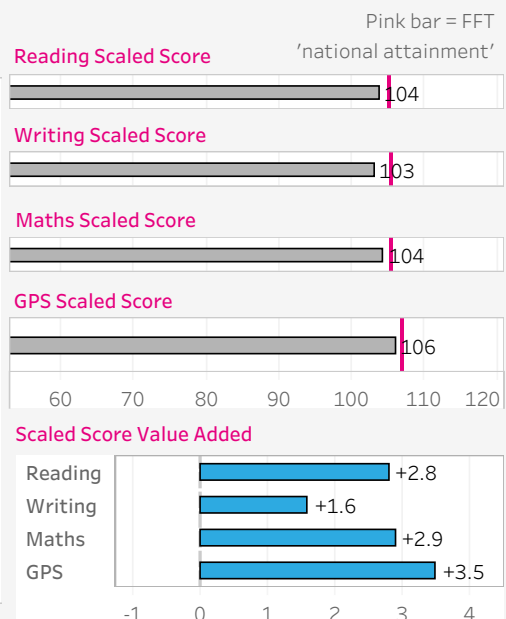 Pink bar = FFT
'national attainment'
Reading Scaled Score
104
Writing Scaled Score
103
Maths Scaled Score
104
GPS Scaled Score
106
60 70 80 90 100 110 120
Scaled Score Value Added
Reading +2.8
Writing +1.6
Maths +2.9
GPS +3.5
-1 0 1 2 3 4